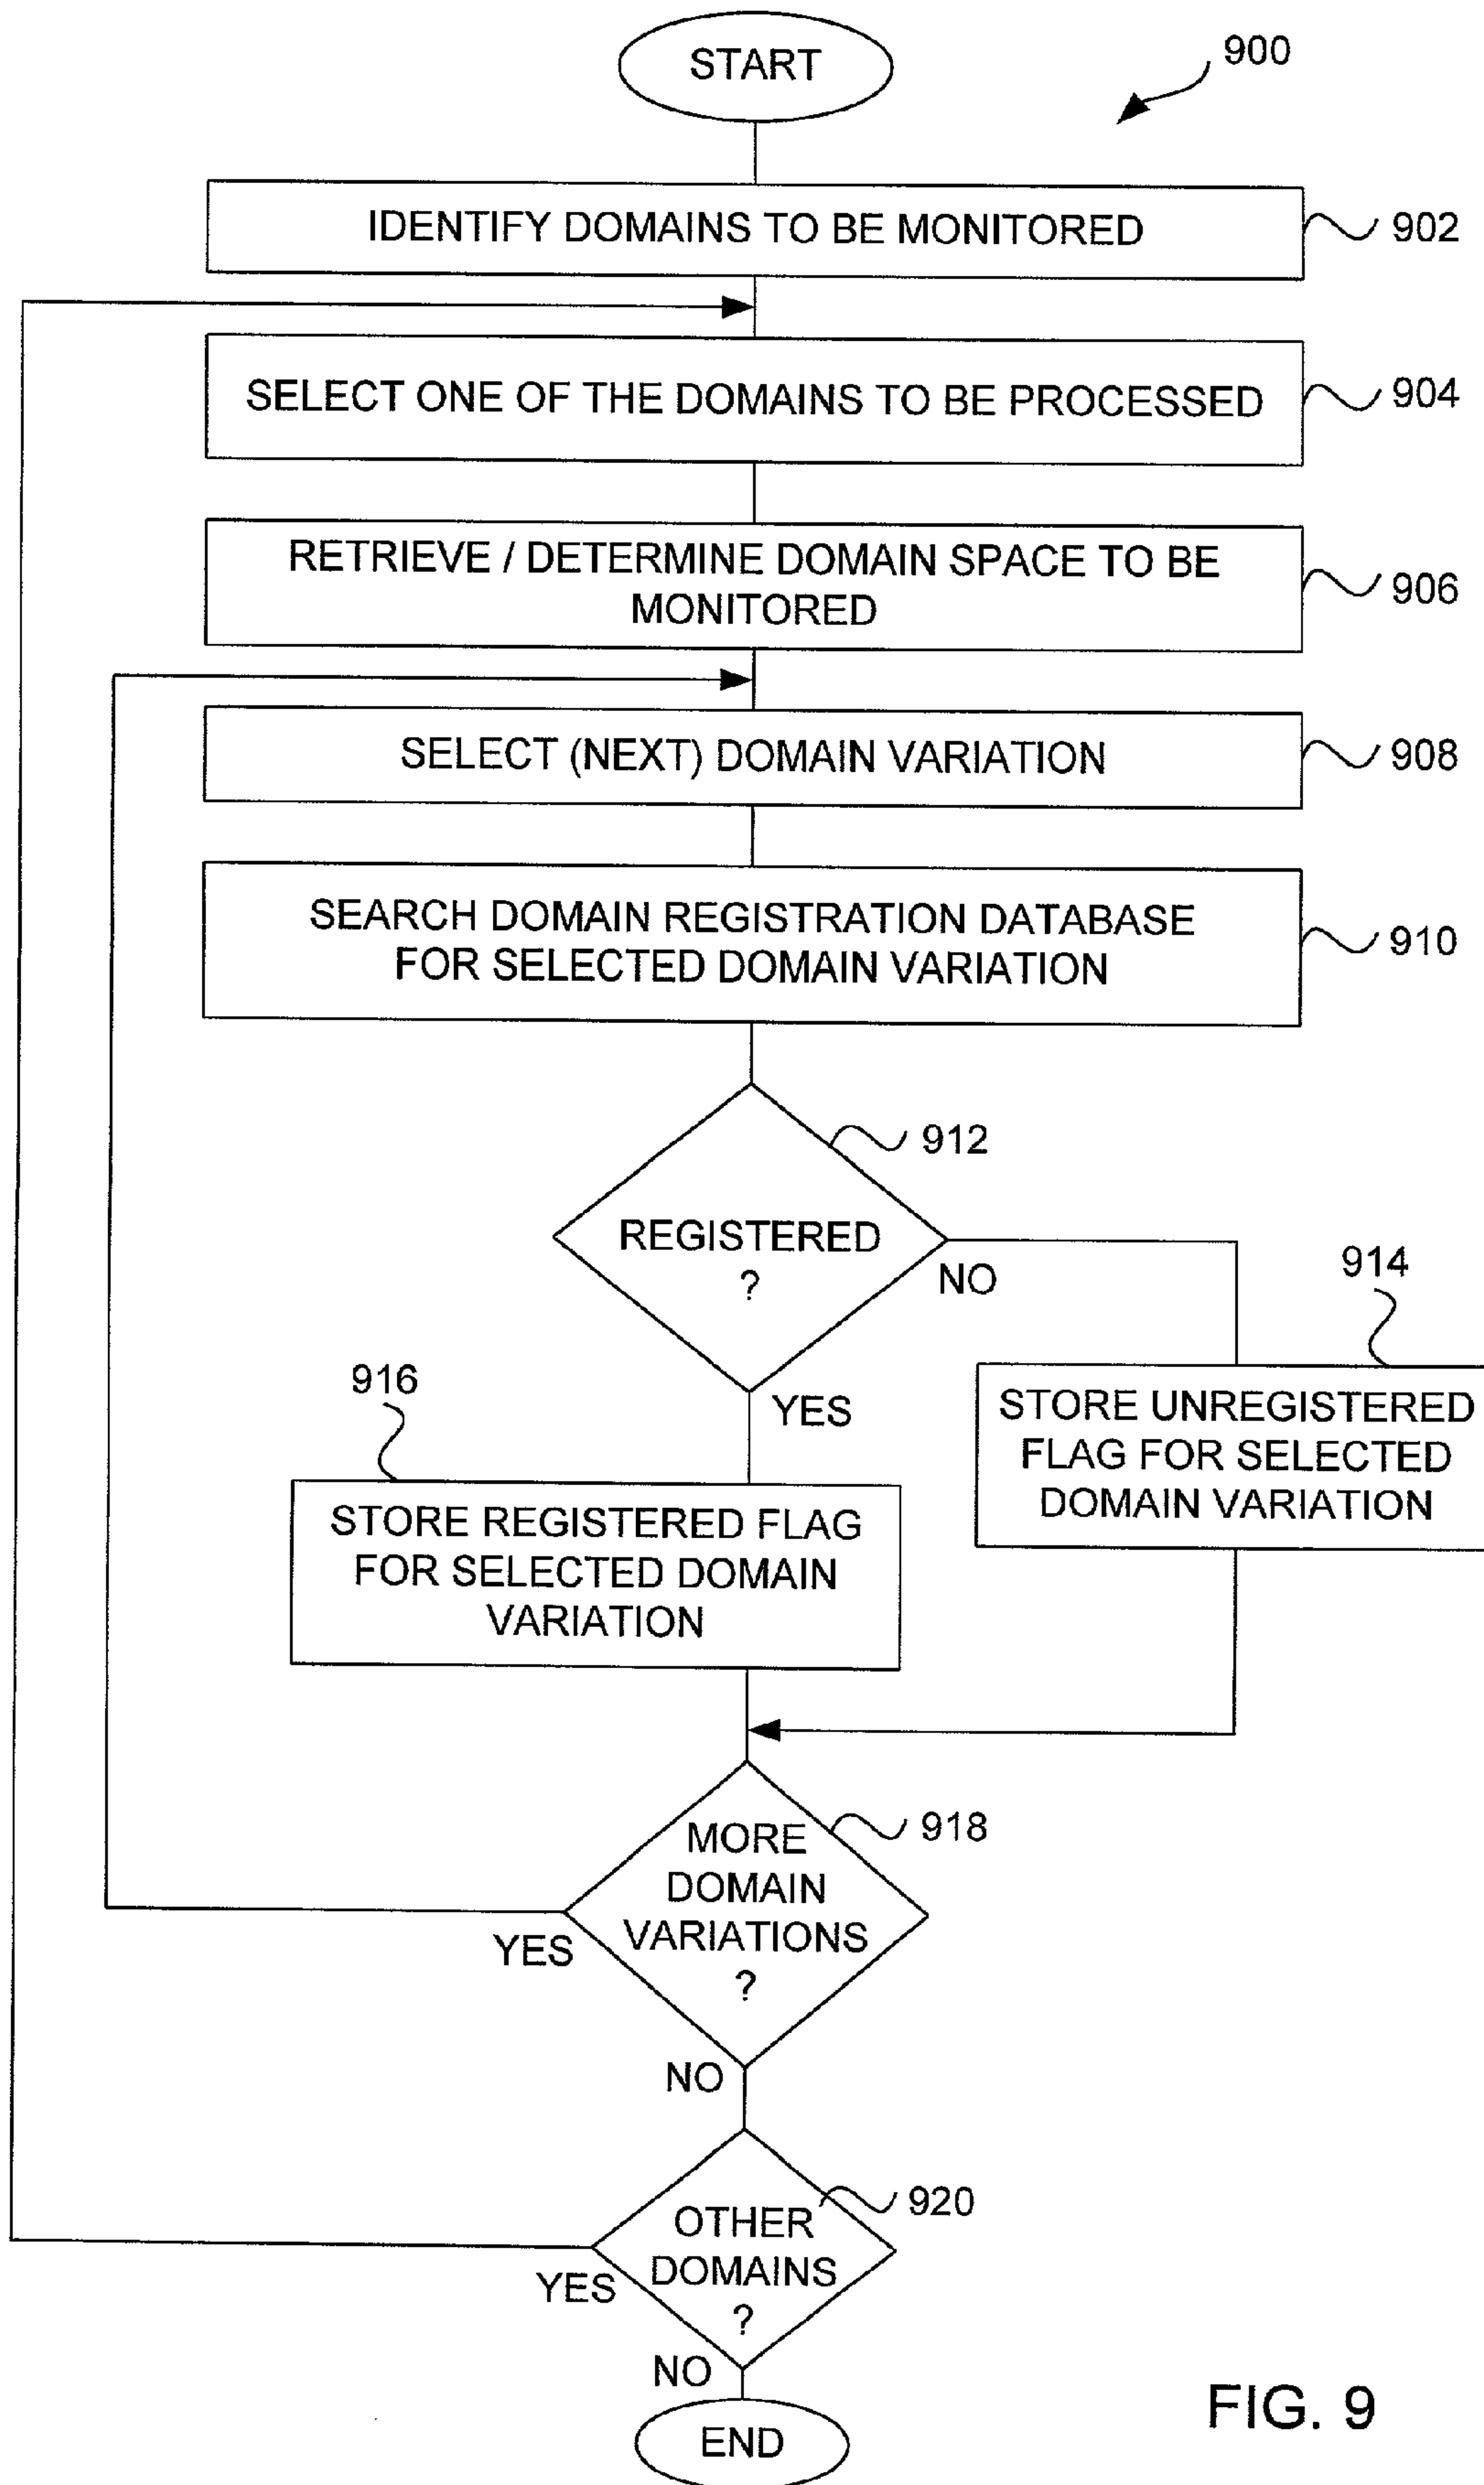 START
900
IDENTIFY DOMAINS TO BE MONITORED
902
SELECT ONE OF THE DOMAINS TO BE PROCESSED
904
RETRIEVE / DETERMINE DOMAIN SPACE TO BE
MONITORED
906
SELECT (NEXT) DOMAIN VARIATION
908
SEARCH DOMAIN REGISTRATION DATABASE
FOR SELECTED DOMAIN VARIATION
910
912
REGISTERED
?
NO
914
STORE UNREGISTERED
FLAG FOR SELECTED
DOMAIN VARIATION
YES
916
STORE REGISTERED FLAG
FOR SELECTED DOMAIN
VARIATION
918
MORE
DOMAIN
VARIATIONS
?
YES
NO
920
OTHER
DOMAINS
?
YES
NO
END
FIG. 9